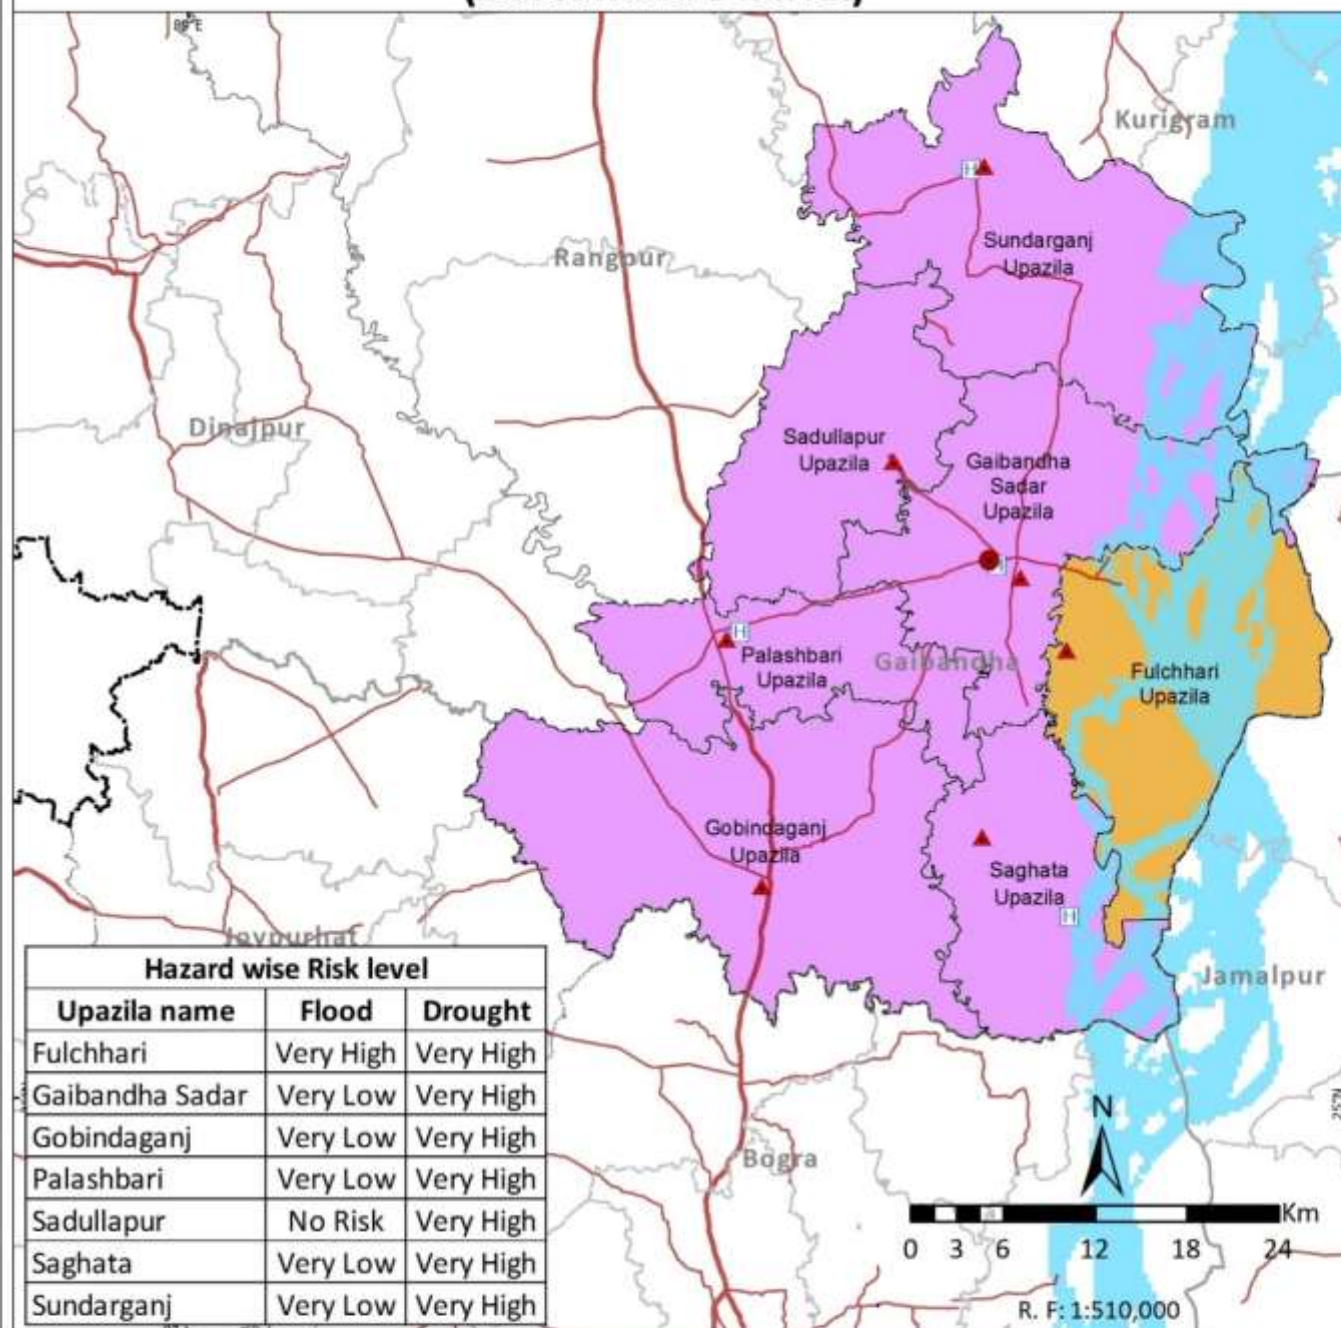 Kurigram
H
Sundarganj
Upazila
Rangpur
Dinajpur
Sadullapur
Upazila
Gaibandha
Sadar
Upazila
H
Palashbari
Upazila
Gaibandha
Fulchhari
Upazila
Gobindaganj
Upazila
Saghata
Upazila
H
Joypurhat
Jamalpur
Hazard wise Risk level
Upazila name Flood Drought
Fulchhari Very High Very High
Gaibandha Sadar Very Low Very High
Gobindaganj Very Low Very High
Palashbari Very Low Very High
Sadullapur No Risk Very High
Saghata Very Low Very High
Sundarganj Very Low Very High
Bogra
N
Km
0 3 6 12 18 24
R. F: 1:510,000